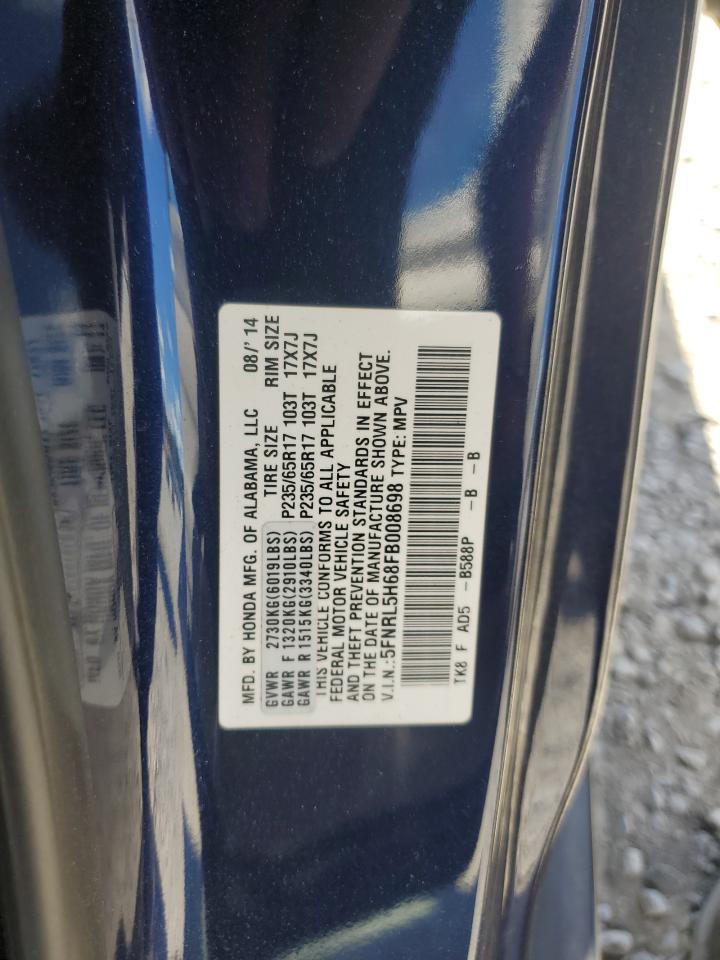 MFD. BY HONDA MFG. OF ALABAMA, LLC 08/'14
GVWR 2730KG(6019LBS) TIRE SIZE RIM SIZE
GAWR F 1320KG(2910LBS) P235/65R17 103T 17X7J
GAWR R 1515KG(3340LBS) P235/65R17 103T 17X7J
THIS VEHICLE CONFORMS TO ALL APPLICABLE
FEDERAL MOTOR VEHICLE SAFETY
AND THEFT PREVENTION STANDARDS IN EFFECT
ON THE DATE OF MANUFACTURE SHOWN ABOVE.
V.I.N.:5FNRL5H68FB008698 TYPE: MPV
TK8 F AD5 -B588P -B -B